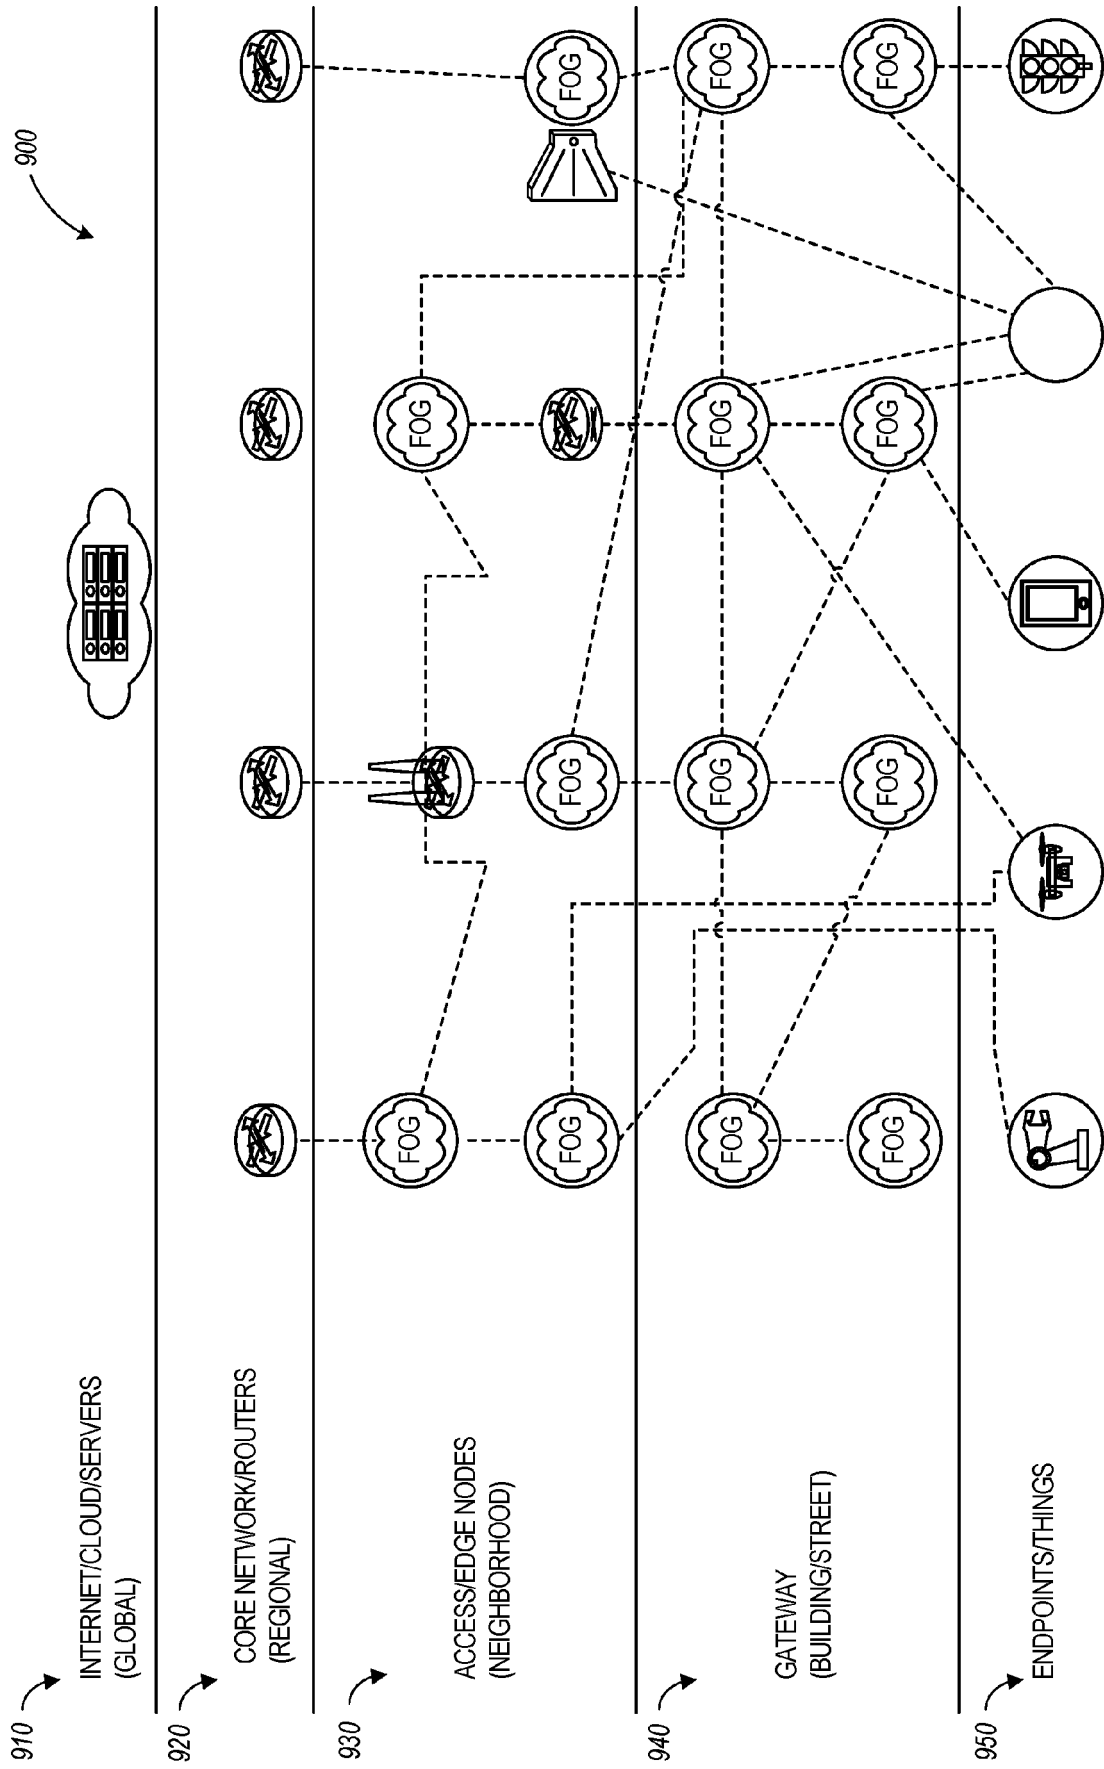 900
910
INTERNET/CLOUD/SERVERS
(GLOBAL)
920
CORE NETWORK/ROUTERS
(REGIONAL)
930
ACCESS/EDGE NODES
(NEIGHBORHOOD)
FOG
FOG
FOG
FOG
FOG
940
GATEWAY
(BUILDING/STREET)
FOG
FOG
FOG
FOG
FOG
FOG
FOG
FOG
950
ENDPOINTS/THINGS